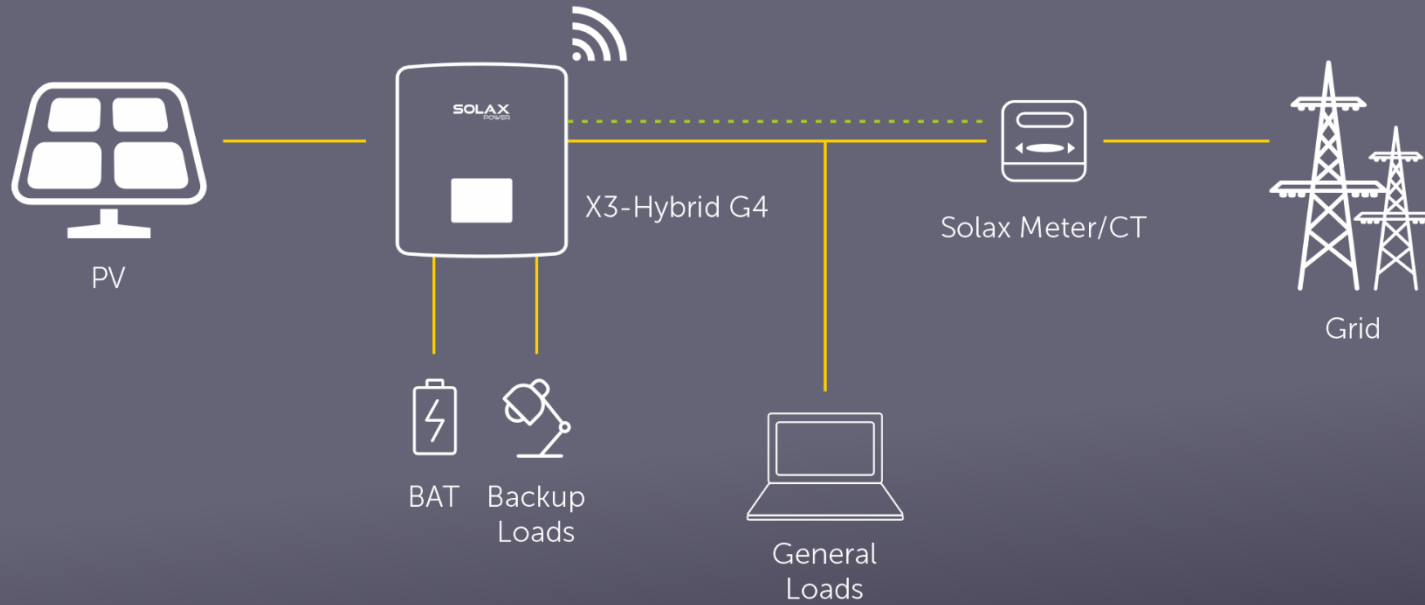 SOLAX
POWER
X3-Hybrid G4
Solax Meter/CT
PV
Grid
BAT
Backup
Loads
General
Loads